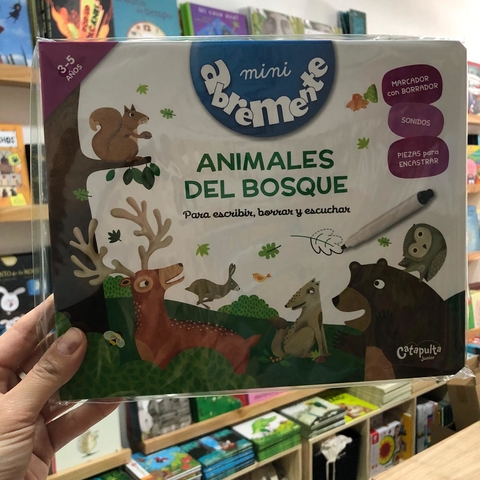 3-5
AÑOS
mini
abremente
MARCADOR
con BORRADOR
SONIDOS
PIEZAS para
ENCASTRAR
ANIMALES
DEL BOSQUE
Para escribir, borrar y escuchar
Catapulta
junior